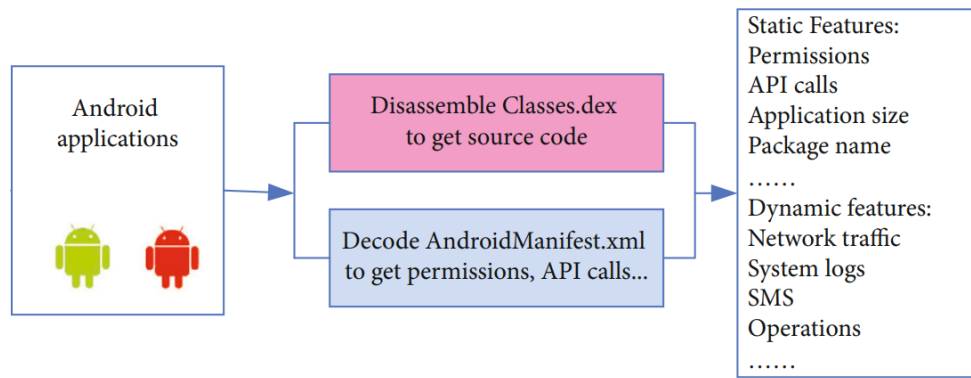 Android
applications
Disassemble Classes.dex
to get source code
Decode AndroidManifest.xml
to get permissions, API calls...
Static Features:
Permissions
API calls
Application size
Package name
......
Dynamic features:
Network traffic
System logs
SMS
Operations
......